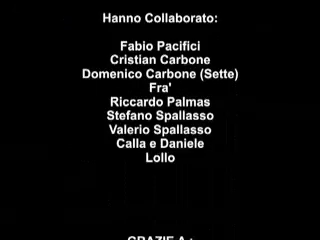 Hanno Collaborato:
Fabio Pacifici
Cristian Carbone
Domenico Carbone (Sette)
Fra'
Riccardo Palmas
Stefano Spallasso
Valerio Spallasso
Calla e Daniele
Lollo
GRAZIE A :